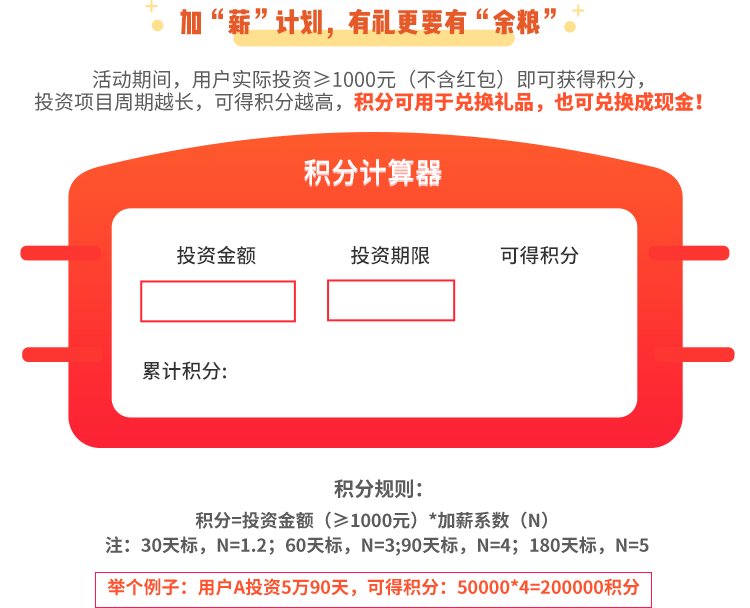 加“薪”计划，有礼更要有“余粮”
活动期间，用户实际投资≥1000元（不含红包）即可获得积分，
投资项目周期越长，可得积分越高，积分可用于兑换礼品，也可兑换成现金！
积分计算器
投资金额 投资期限 可得积分
累计积分:
积分规则：
积分=投资金额（≥1000元）*加薪系数（N）
注：30天标，N=1.2；60天标，N=3;90天标，N=4；180天标，N=5
举个例子：用户A投资5万90天，可得积分：50000*4=200000积分